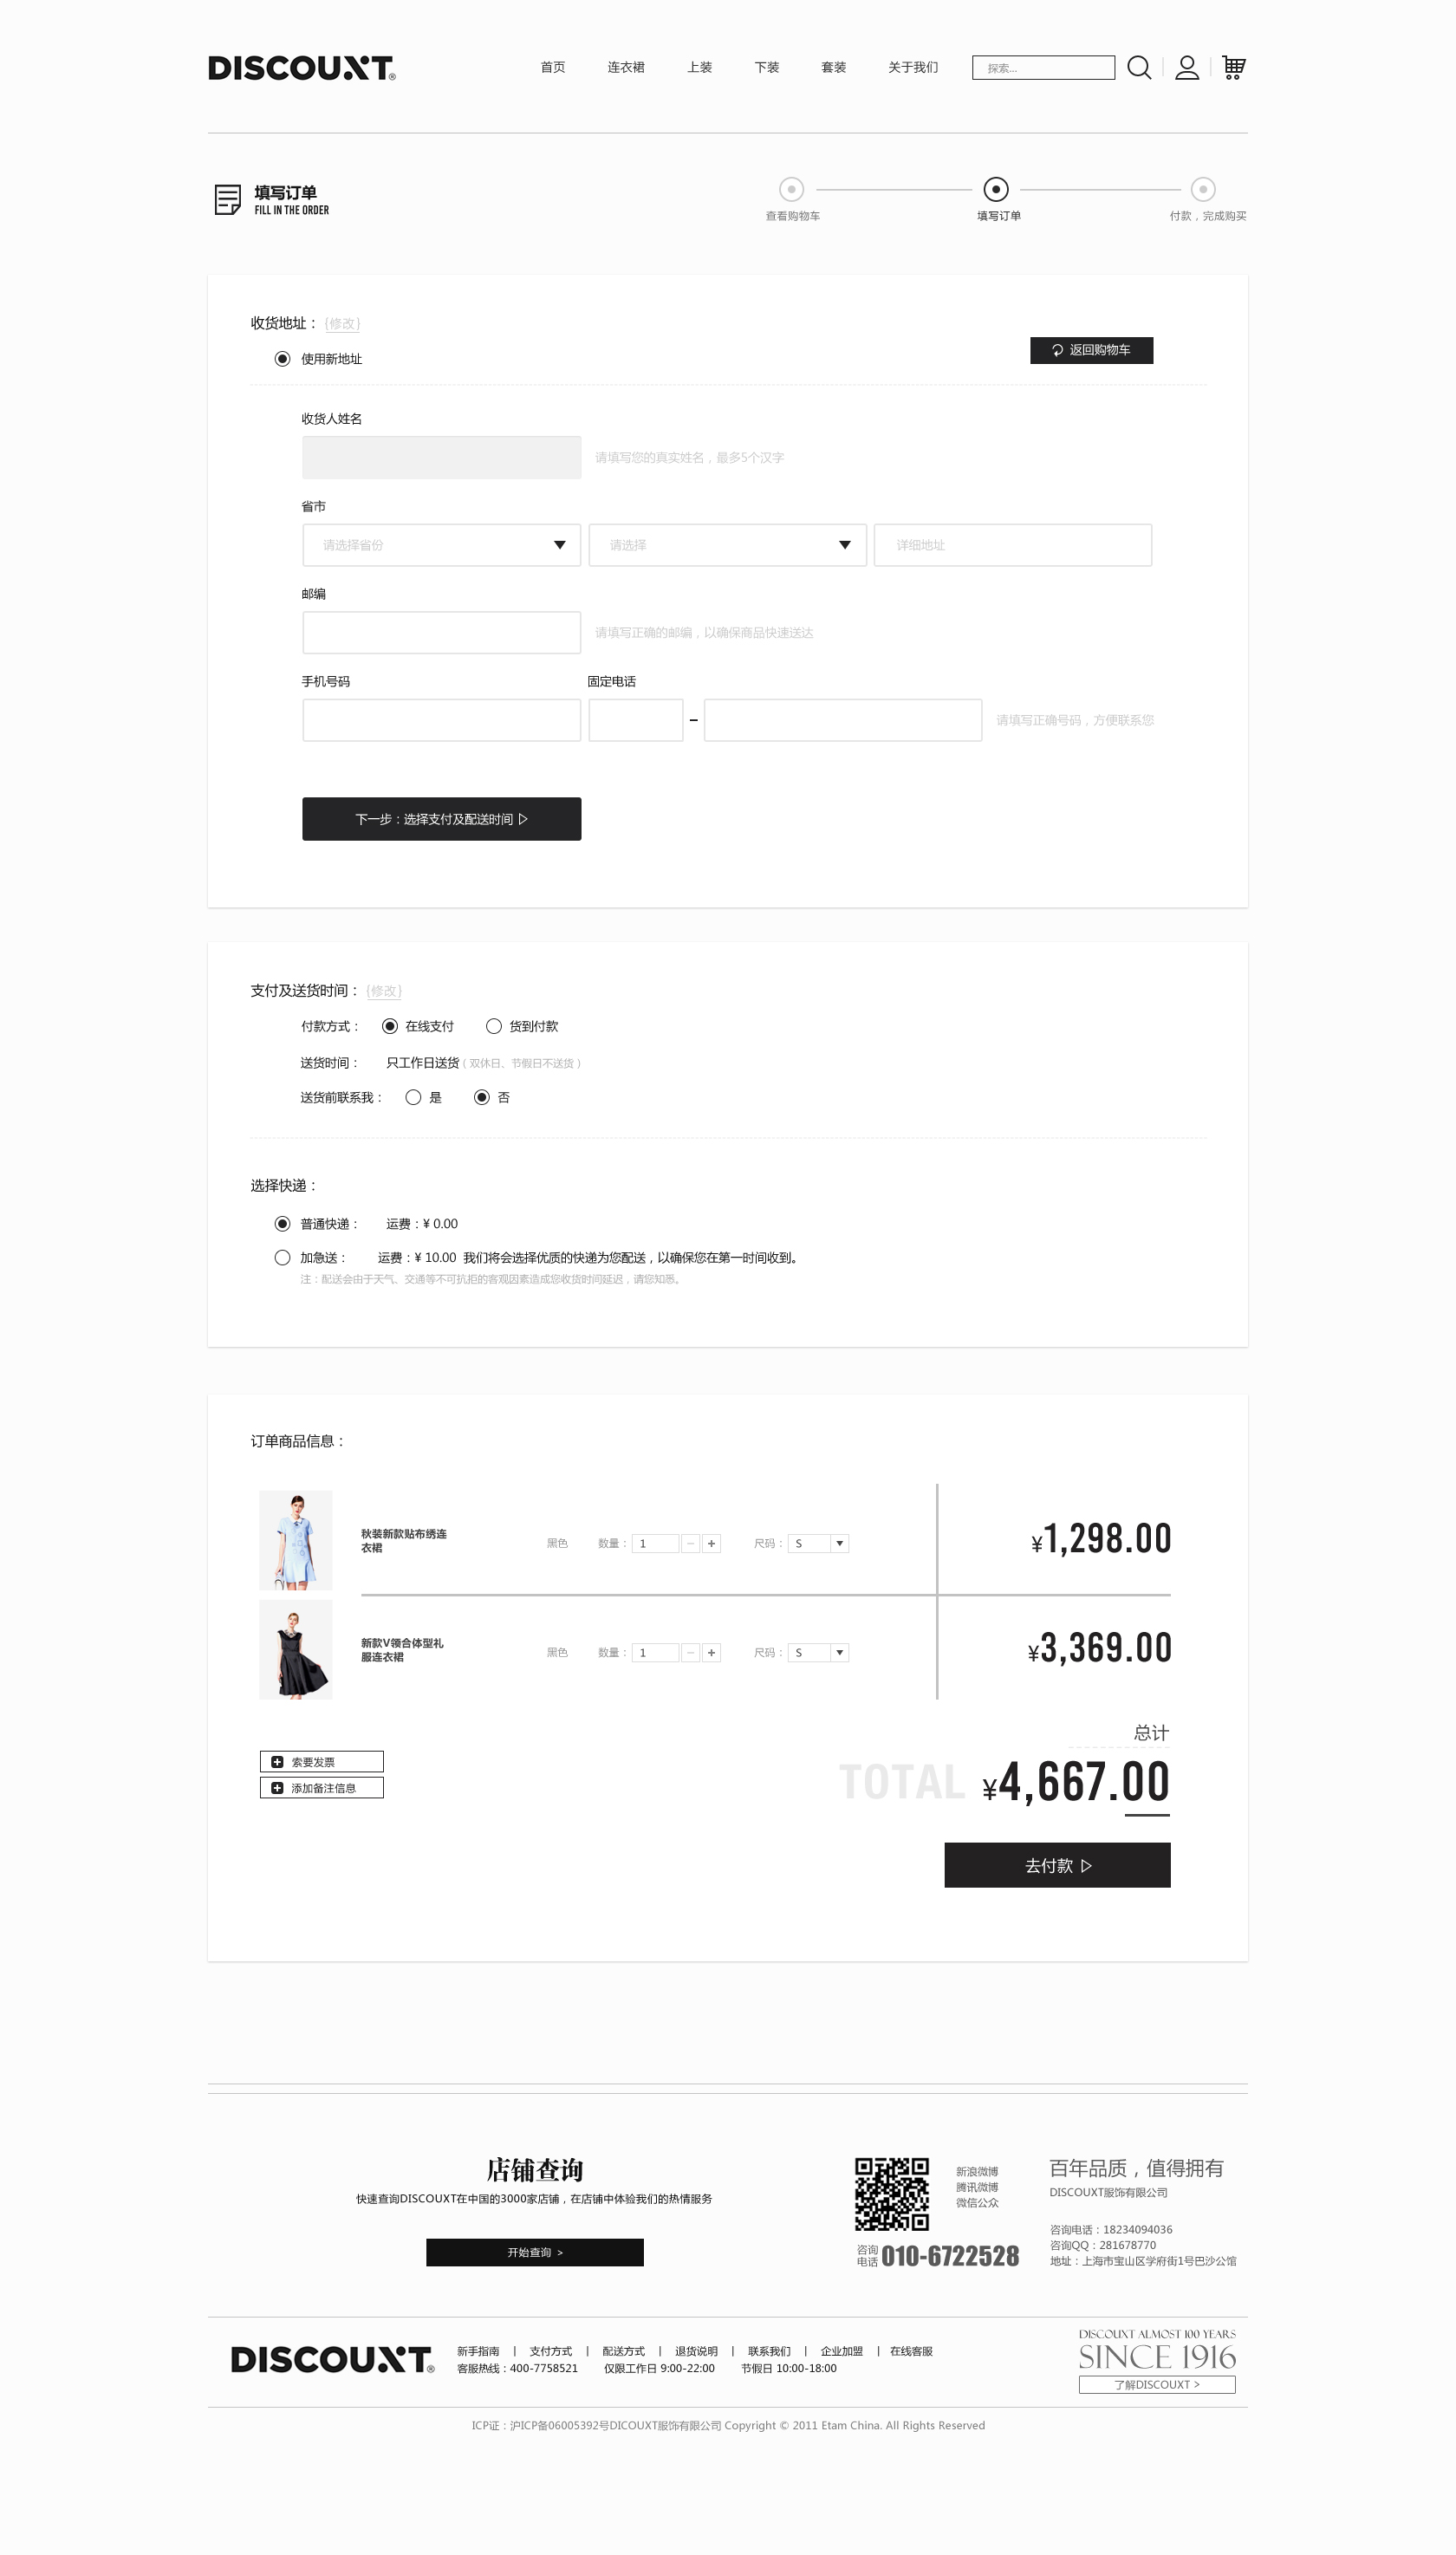 DISCOUXT®
首页 连衣裙 上装 下装 套装 关于我们 探索...
填写订单
FILL IN THE ORDER
查看购物车 填写订单 付款，完成购买
收货地址： {修改}
使用新地址 返回购物车
收货人姓名
请填写您的真实姓名，最多5个汉字
省市
请选择省份 请选择 详细地址
邮编
请填写正确的邮编，以确保商品快速送达
手机号码 固定电话
– 请填写正确号码，方便联系您
下一步：选择支付及配送时间
支付及送货时间： {修改}
付款方式： 在线支付 货到付款
送货时间： 只工作日送货（双休日、节假日不送货）
送货前联系我： 是 否
选择快递：
普通快递： 运费：¥ 0.00
加急送： 运费：¥ 10.00 我们将会选择优质的快递为您配送，以确保您在第一时间收到。
注：配送会由于天气、交通等不可抗拒的客观因素造成您收货时间延迟，请您知悉。
订单商品信息：
秋装新款贴布绣连
衣裙
黑色 数量： 1 − + 尺码： S ¥1,298.00
新款V领合体型礼
服连衣裙
黑色 数量： 1 − + 尺码： S ¥3,369.00
总计
索要发票
添加备注信息
TOTAL ¥4,667.00
去付款
店铺查询
快速查询DISCOUXT在中国的3000家店铺，在店铺中体验我们的热情服务
开始查询 >
新浪微博
腾讯微博
微信公众
咨询
电话 010-6722528
百年品质，值得拥有
DISCOUXT服饰有限公司
咨询电话：18234094036
咨询QQ：281678770
地址：上海市宝山区学府街1号巴沙公馆
DISCOUXT®
新手指南 | 支付方式 | 配送方式 | 退货说明 | 联系我们 | 企业加盟 | 在线客服
客服热线：400-7758521 仅限工作日 9:00-22:00 节假日 10:00-18:00
DISCOUXT ALMOST 100 YEARS
SINCE 1916
了解DISCOUXT >
ICP证：沪ICP备06005392号DICOUXT服饰有限公司 Copyright © 2011 Etam China. All Rights Reserved